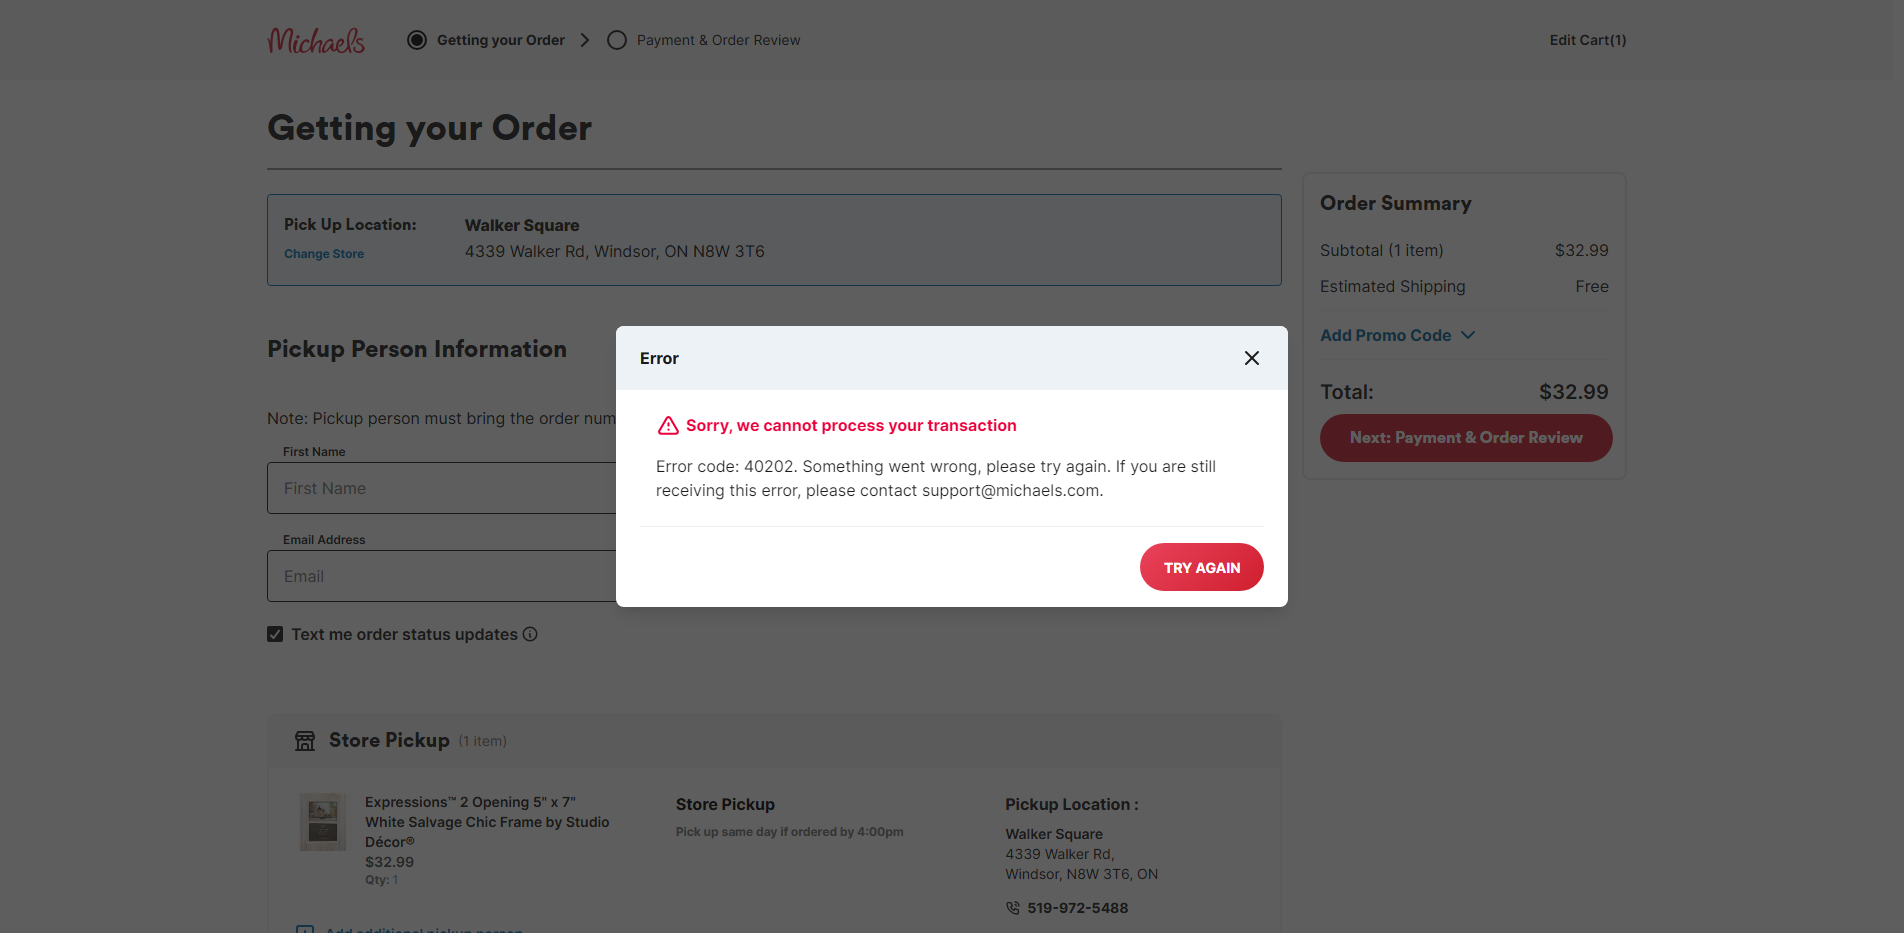 Michaels
Getting your Order
Payment & Order Review
Edit Cart(1)
Getting your Order
Pick Up Location:
Change Store
Walker Square
4339 Walker Rd, Windsor, ON N8W 3T6
Order Summary
Subtotal (1 item) $32.99
Estimated Shipping Free
Add Promo Code
Total: $32.99
Next: Payment & Order Review
Pickup Person Information
Note: Pickup person must bring the order num
First Name
First Name
Email Address
Email
Text me order status updates
Error
Sorry, we cannot process your transaction
Error code: 40202. Something went wrong, please try again. If you are still
receiving this error, please contact support@michaels.com.
TRY AGAIN
Store Pickup (1 item)
Expressions™ 2 Opening 5" x 7"
White Salvage Chic Frame by Studio
Décor®
$32.99
Qty: 1
Store Pickup
Pick up same day if ordered by 4:00pm
Pickup Location :
Walker Square
4339 Walker Rd,
Windsor, N8W 3T6, ON
519-972-5488
Add additional pickup person